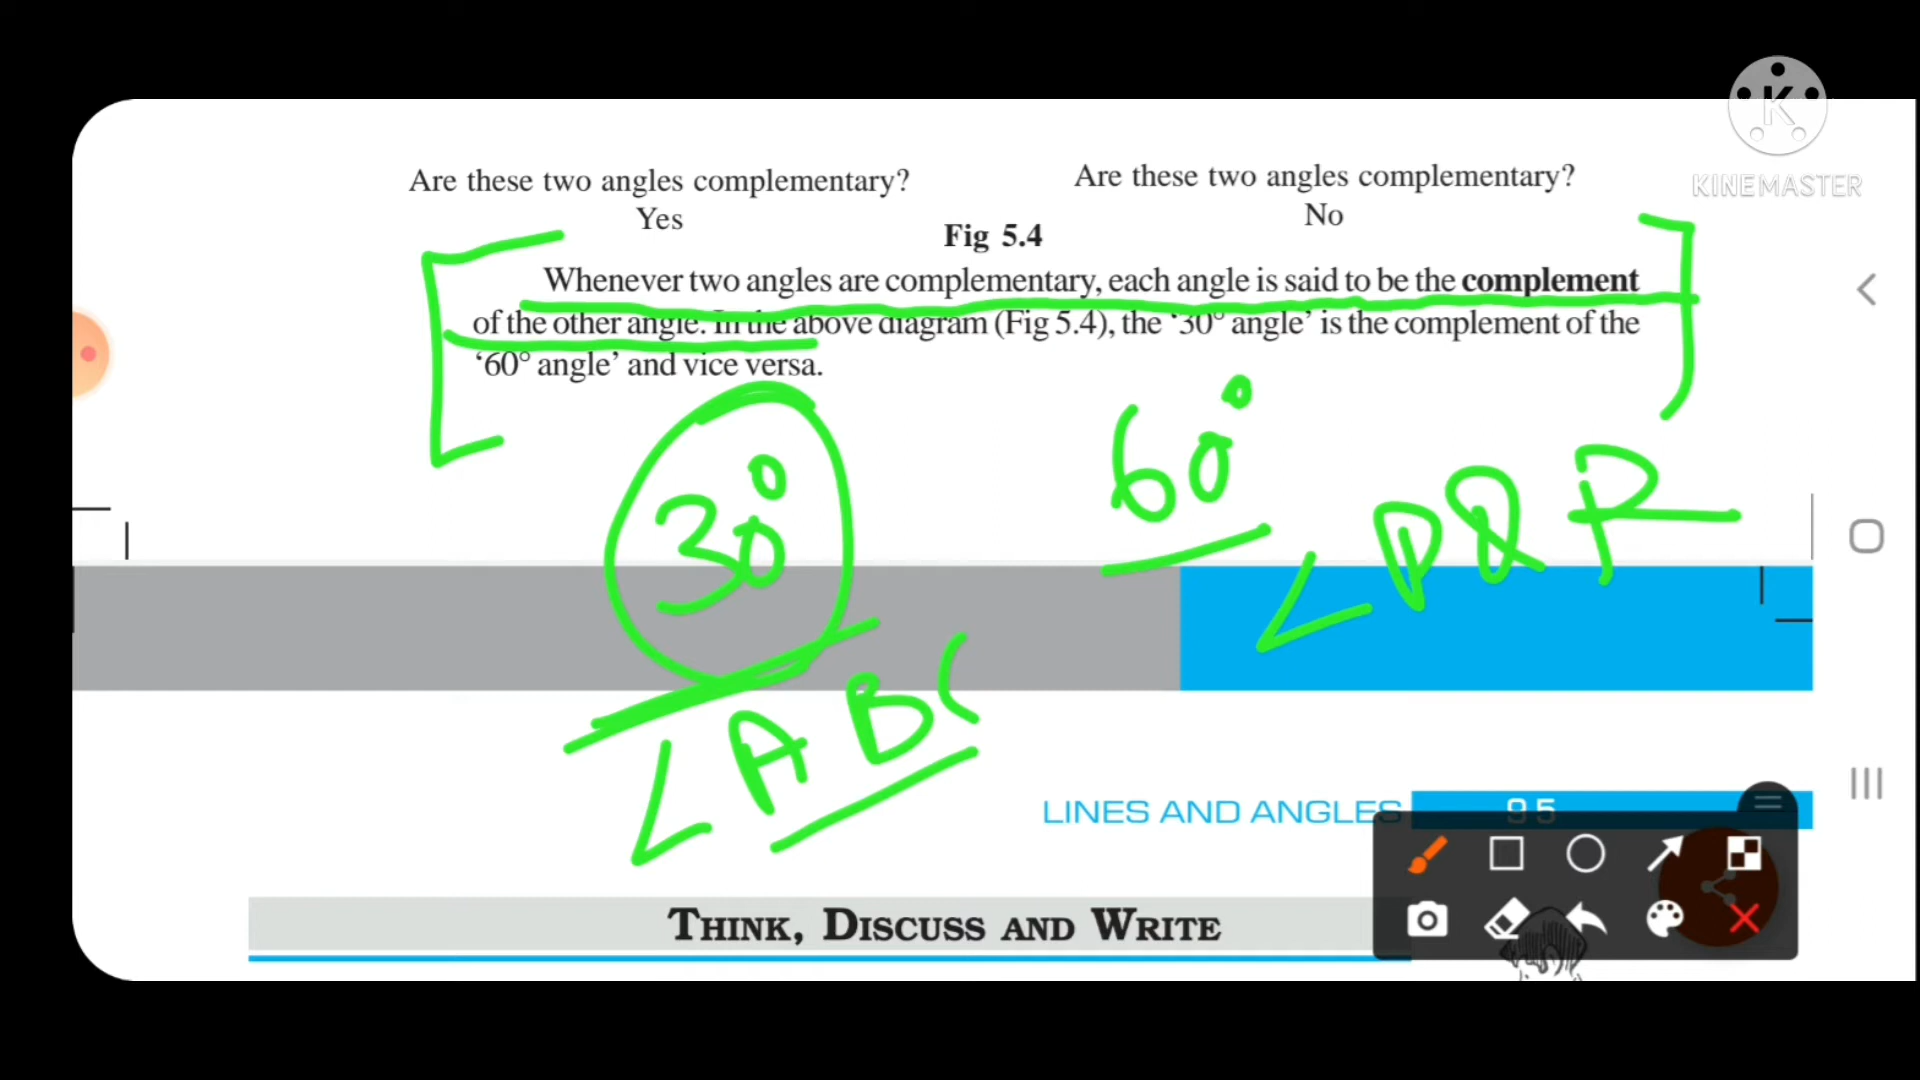 Are these two angles complementary?
Yes
Are these two angles complementary?
No
Fig 5.4
Whenever two angles are complementary, each angle is said to be the complement
of the other angle. In the above diagram (Fig 5.4), the ‘30° angle’ is the complement of the
‘60° angle’ and vice versa.
30°
60°
∠PQR
∠ABC
LINES AND ANGLES 95
THINK, DISCUSS AND WRITE
K
KINEMASTER